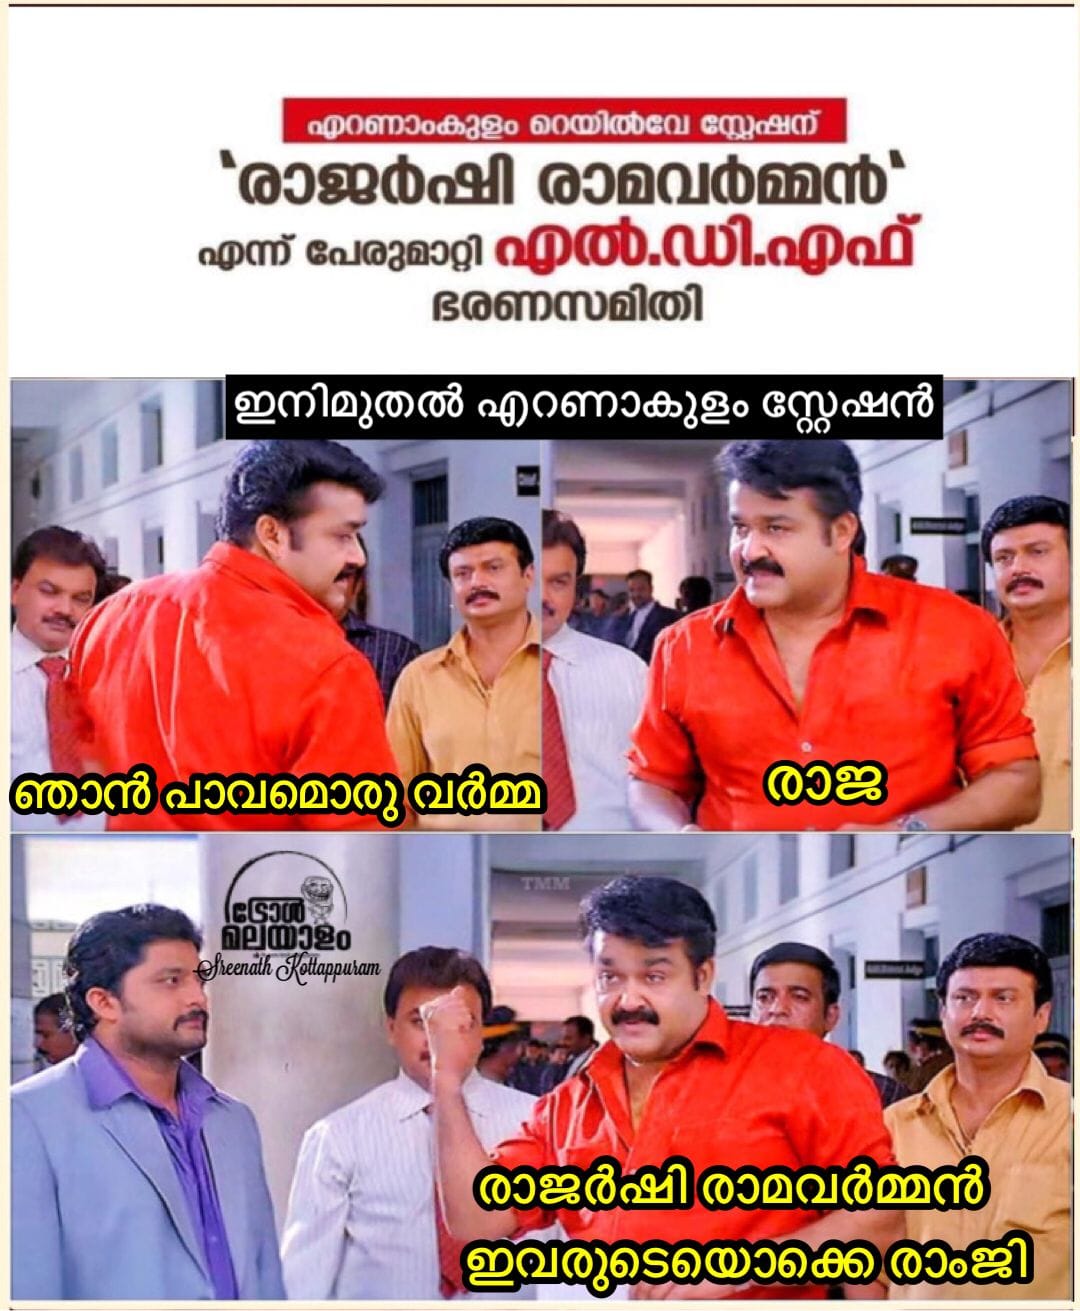 എറണാംകുളം റെയിൽവേ സ്റ്റേഷന്
'രാജർഷി രാമവർമ്മൻ'
എന്ന് പേരുമാറ്റി എൽ.ഡി.എഫ്
ഭരണസമിതി
ഇനിമുതൽ എറണാകുളം സ്റ്റേഷൻ
ഞാൻ പാവമൊരു വർമ്മ
രാജ
TMM
ട്രോൾ
മലയാളം
Sreenath Kottappuram
രാജർഷി രാമവർമ്മൻ
ഇവരുടെയൊക്കെ രാംജി